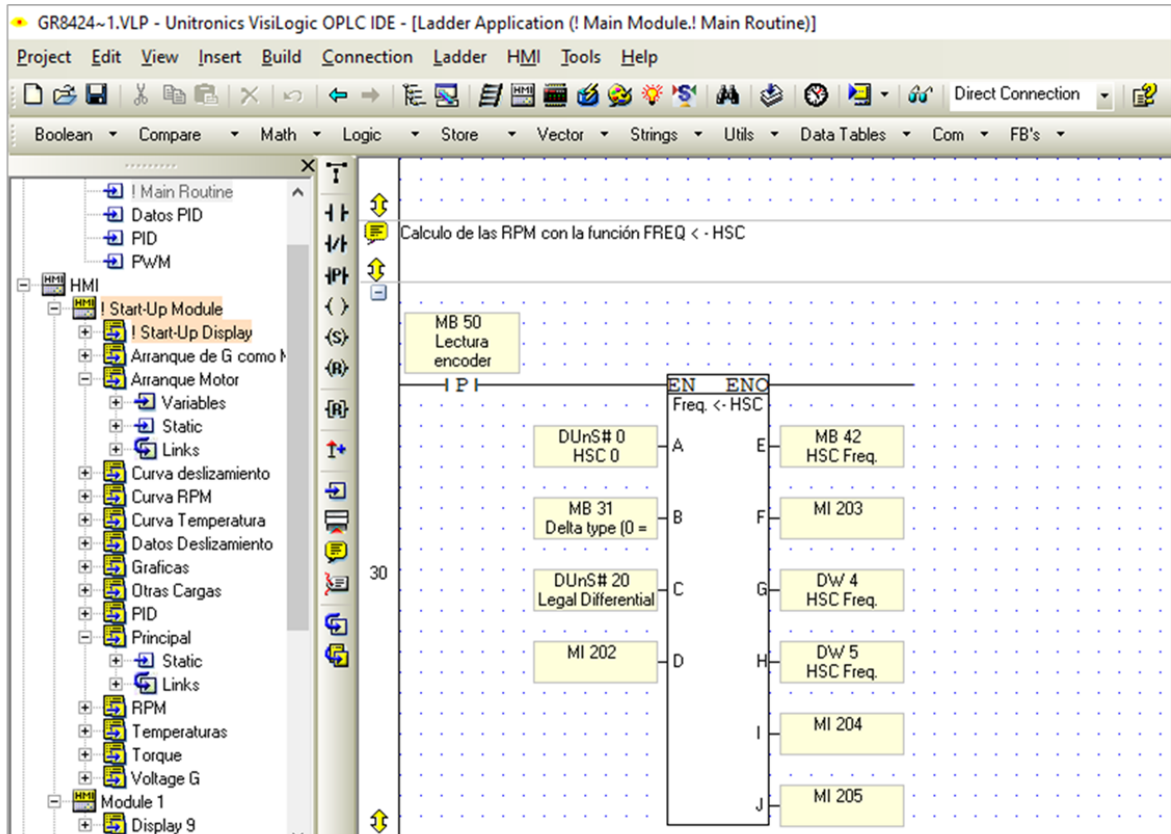 GR8424~1.VLP - Unitronics VisiLogic OPLC IDE - [Ladder Application (! Main Module.! Main Routine)]
Project Edit View Insert Build Connection Ladder HMI Tools Help
Direct Connection
Boolean Compare Math Logic Store Vector Strings Utils Data Tables Com FB's
! Main Routine
Datos PID
PID
PWM
HMI
! Start-Up Module
! Start-Up Display
Arranque de G como
Arranque Motor
Variables
Static
Links
Curva deslizamiento
Curva RPM
Curva Temperatura
Datos Deslizamiento
Graficas
Otras Cargas
PID
Principal
Static
Links
RPM
Temperaturas
Torque
Voltage G
Module 1
Display 9
Calculo de las RPM con la función FREQ < - HSC
30
MB 50
Lectura
encoder
P
EN ENO
Freq. <- HSC
DUnS# 0
HSC 0
A
E
MB 42
HSC Freq.
MB 31
Delta type (0 =
B
F
MI 203
DUnS# 20
Legal Differential
C
G
DW 4
HSC Freq.
MI 202
D
H
DW 5
HSC Freq.
I
MI 204
J
MI 205